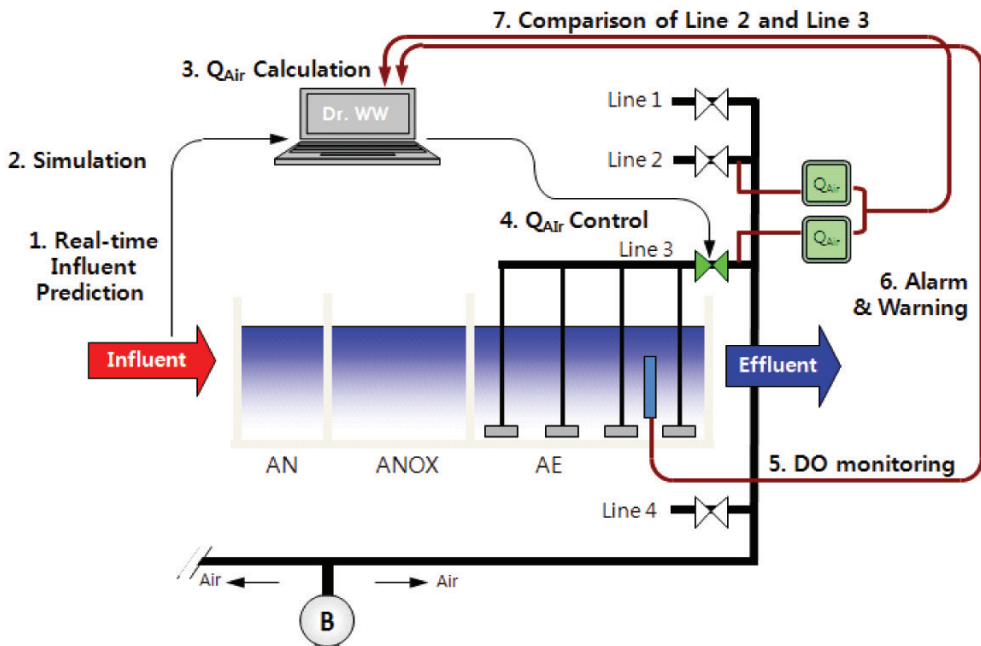 7. Comparison of Line 2 and Line 3
3. QAir Calculation
Dr. WW
Line 1
2. Simulation
Line 2
QAir
QAir
4. QAIr Control
Line 3
1. Real-time
Influent
Prediction
6. Alarm
& Warning
Influent
Effluent
AN
ANOX
AE
5. DO monitoring
Line 4
Air
Air
B